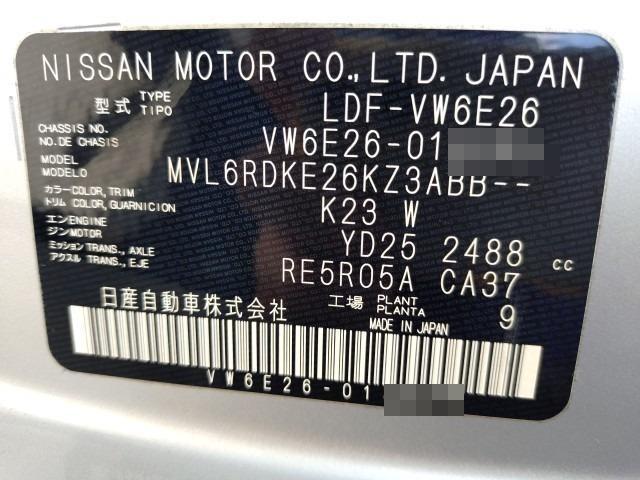 NISSAN MOTOR CO.,LTD. JAPAN
型式 TYPE TIPO LDF-VW6E26
CHASSIS NO. NO.DE CHASSIS VW6E26-01
MODEL MODELO MVL6RDKE26KZ3ABB--
カラー COLOR, TRIM トリム COLOR, GUARNICION K23 W
エンジン ENGINE MOTOR YD25 2488 cc
ミッション TRANS., AXLE アクスル TRANS., EJE RE5R05A CA37
日産自動車株式会社 工場 PLANT PLANTA 9
MADE IN JAPAN
VW6E26-01